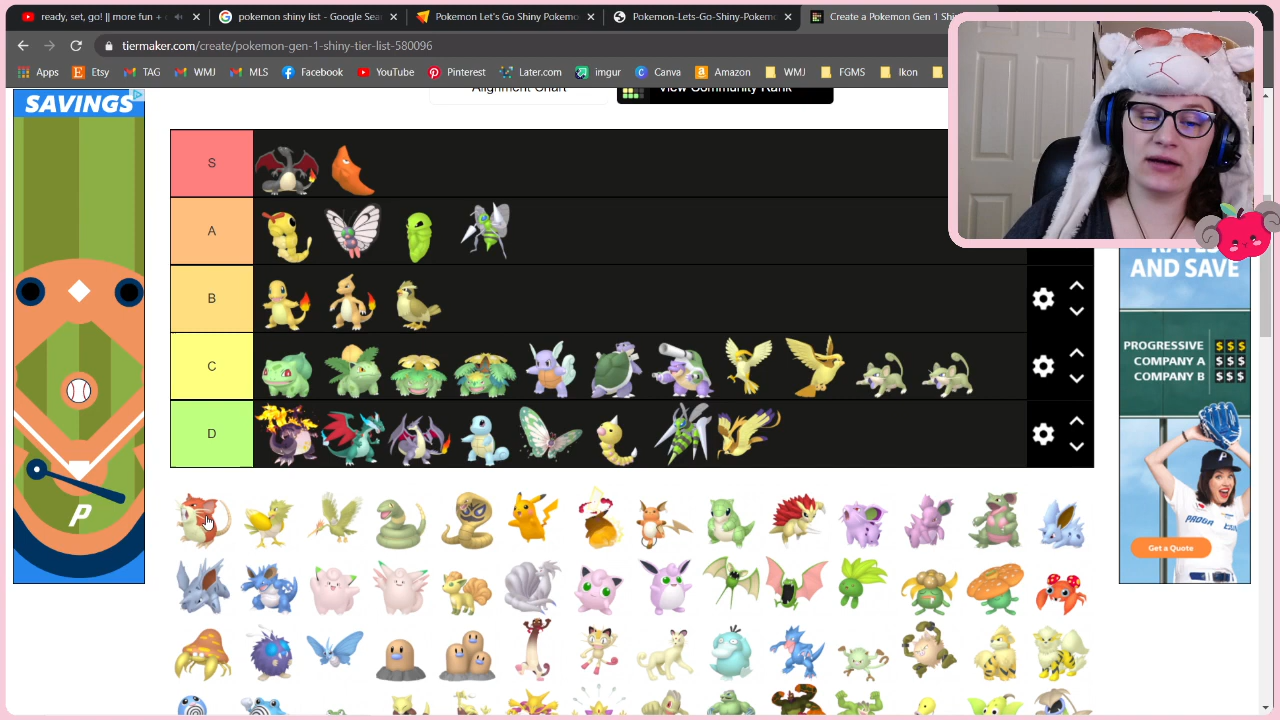 ready, set, go! || more fun + c
pokemon shiny list - Google Sea
Pokemon Let's Go Shiny Pokemo
Pokemon-Lets-Go-Shiny-Pokemo
Create a Pokemon Gen 1 Shi
tiermaker.com/create/pokemon-gen-1-shiny-tier-list-580096
Apps
Etsy
TAG
WMJ
MLS
Facebook
YouTube
Pinterest
Later.com
imgur
Canva
Amazon
WMJ
FGMS
Ikon
SAVINGS
Alignment Chart
View Community Rank
S
A
B
C
D
P
AND SAVE
PROGRESSIVE $ $ $
COMPANY A $ $ $
COMPANY B $ $ $
P
PROG
Get a Quote